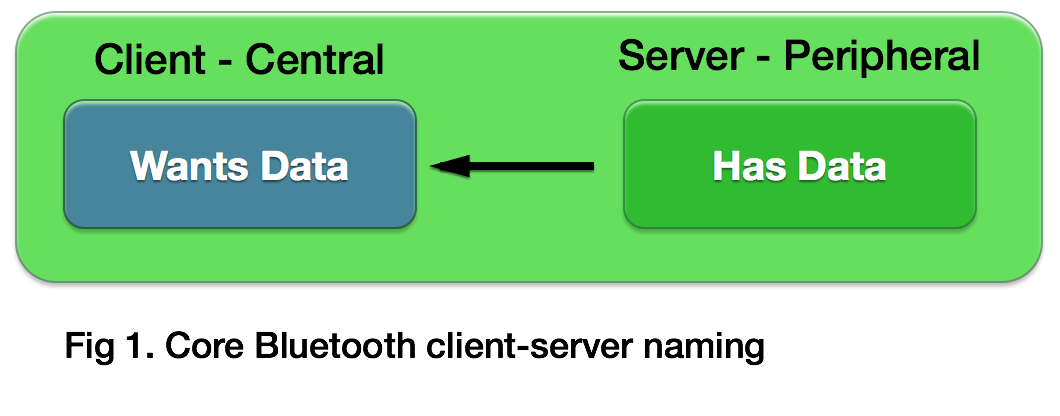 Client - Central
Server - Peripheral
Wants Data
Has Data
Fig 1. Core Bluetooth client-server naming